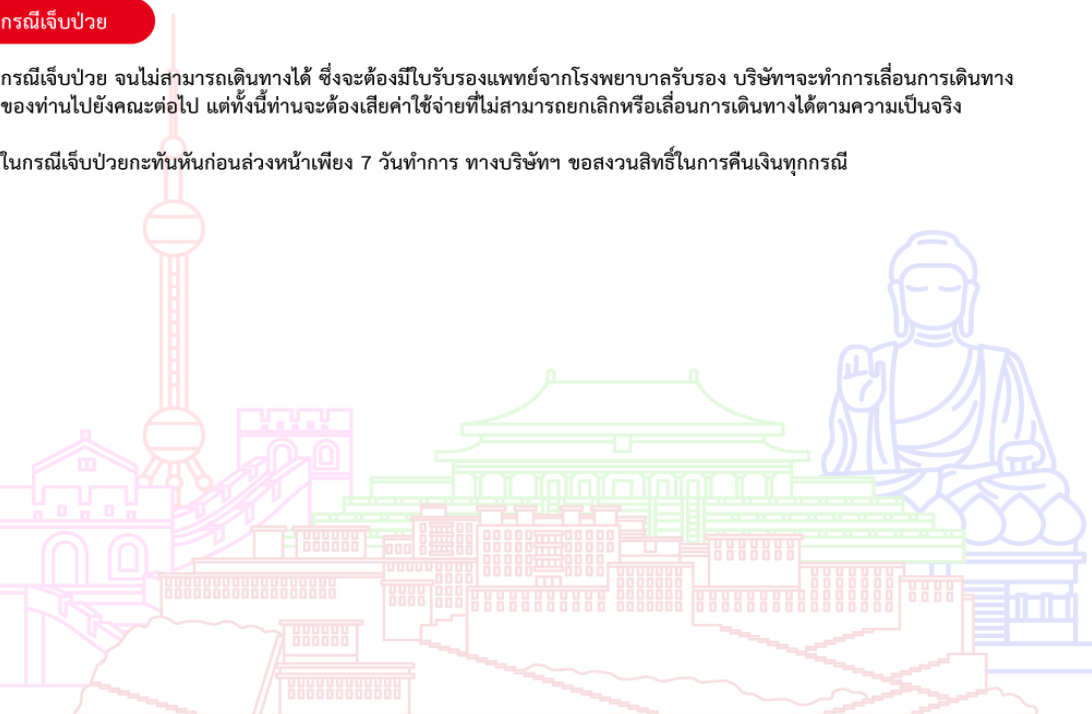 กรณีเจ็บป่วย
กรณีเจ็บป่วย จนไม่สามารถเดินทางได้ ซึ่งจะต้องมีใบรับรองแพทย์จากโรงพยาบาลรับรอง บริษัทฯจะทำการเลื่อนการเดินทาง
ของท่านไปยังคณะต่อไป แต่ทั้งนี้ท่านจะต้องเสียค่าใช้จ่ายที่ไม่สามารถยกเลิกหรือเลื่อนการเดินทางได้ตามความเป็นจริง
ในกรณีเจ็บป่วยกะทันหันก่อนล่วงหน้าเพียง 7 วันทำการ ทางบริษัทฯ ขอสงวนสิทธิ์ในการคืนเงินทุกกรณี